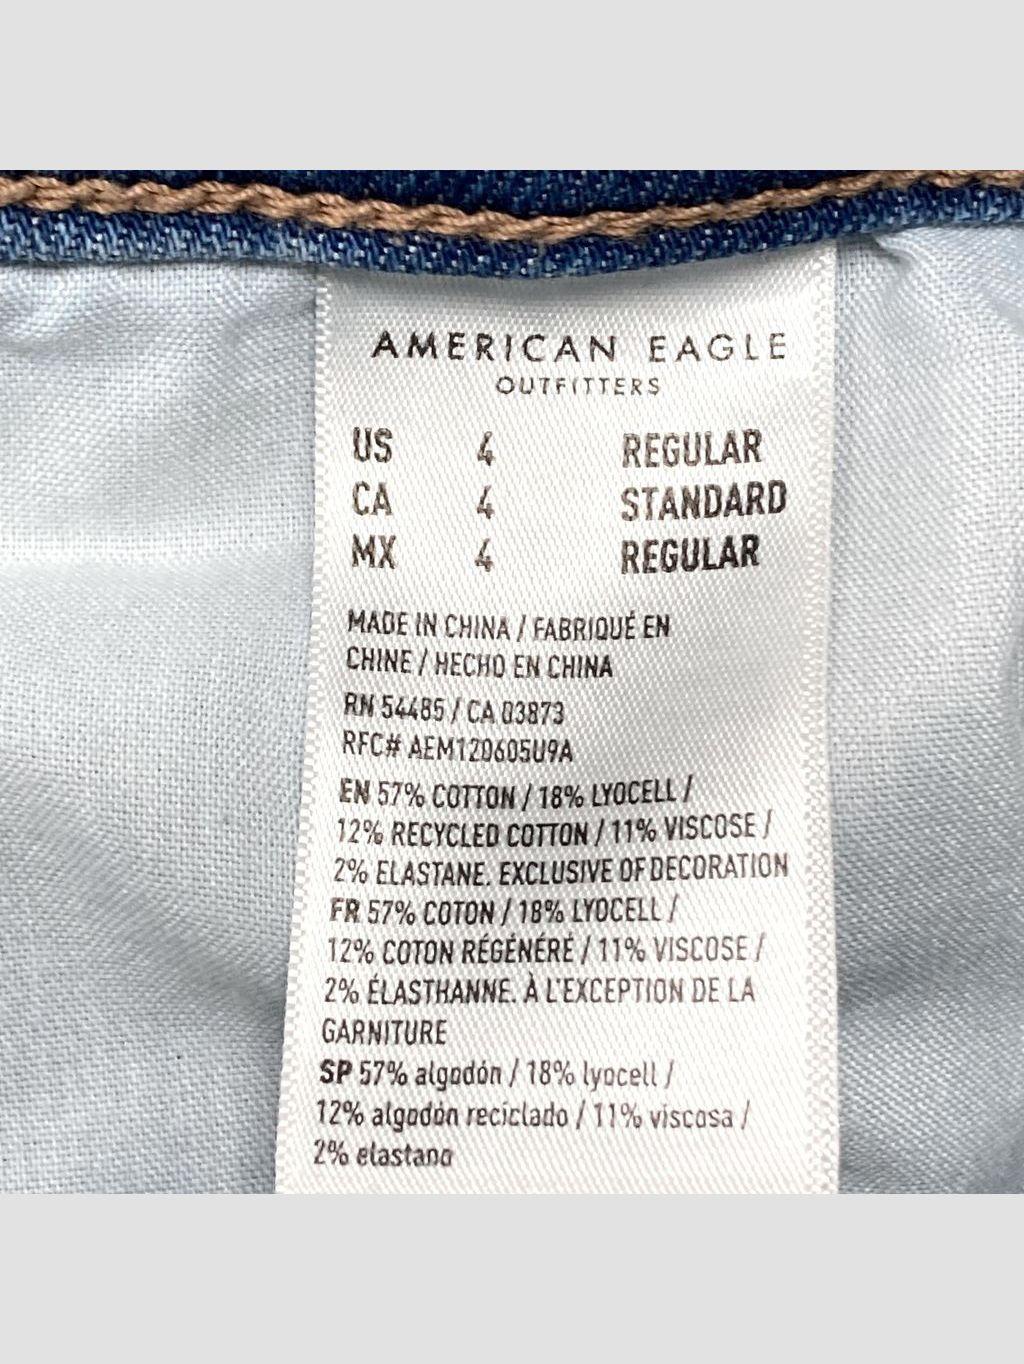 AMERICAN EAGLE
OUTFITTERS
US 4 REGULAR
CA 4 STANDARD
MX 4 REGULAR
MADE IN CHINA / FABRIQUÉ EN
CHINE / HECHO EN CHINA
RN 54485 / CA 03873
RFC# AEM120605U9A
EN 57% COTTON / 18% LYOCELL /
12% RECYCLED COTTON / 11% VISCOSE /
2% ELASTANE. EXCLUSIVE OF DECORATION
FR 57% COTON / 18% LYOCELL /
12% COTON RÉGÉNÉRÉ / 11% VISCOSE /
2% ÉLASTHANNE. À L'EXCEPTION DE LA
GARNITURE
SP 57% algodón / 18% lyocell /
12% algodón reciclado / 11% viscosa /
2% elastano